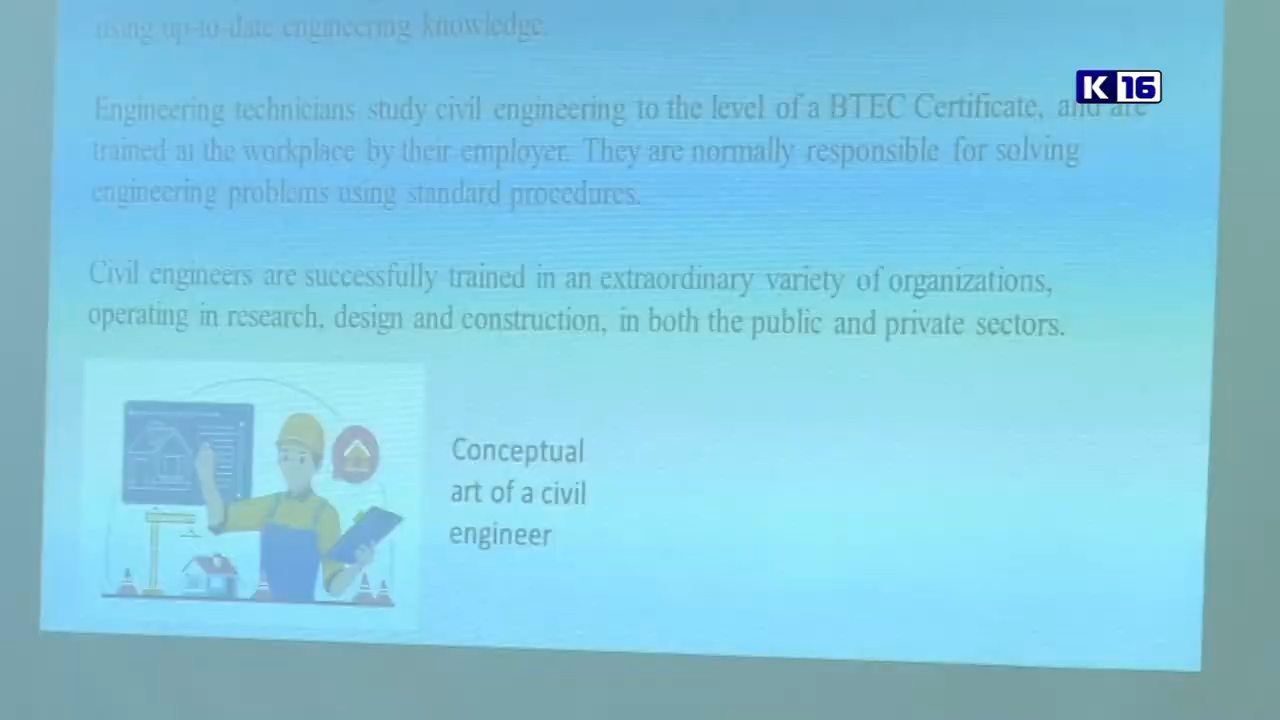 using up-to-date engineering knowledge.
K 16
Engineering technicians study civil engineering to the level of a BTEC Certificate, and are
trained at the workplace by their employer. They are normally responsible for solving
engineering problems using standard procedures.
Civil engineers are successfully trained in an extraordinary variety of organizations,
operating in research, design and construction, in both the public and private sectors.
Conceptual
art of a civil
engineer